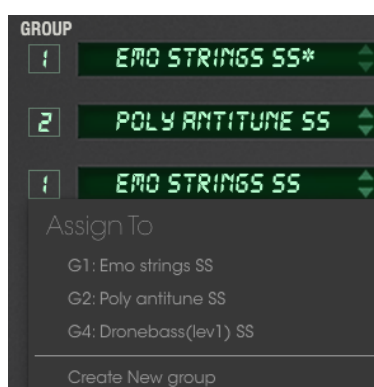 GROUP
1 EMO STRINGS SS*
2 POLY ANTITUNE SS
1 EMO STRINGS SS
Assign To
G1: Emo strings SS
G2: Poly antitune SS
G4: Dronebass(lev1) SS
Create New group